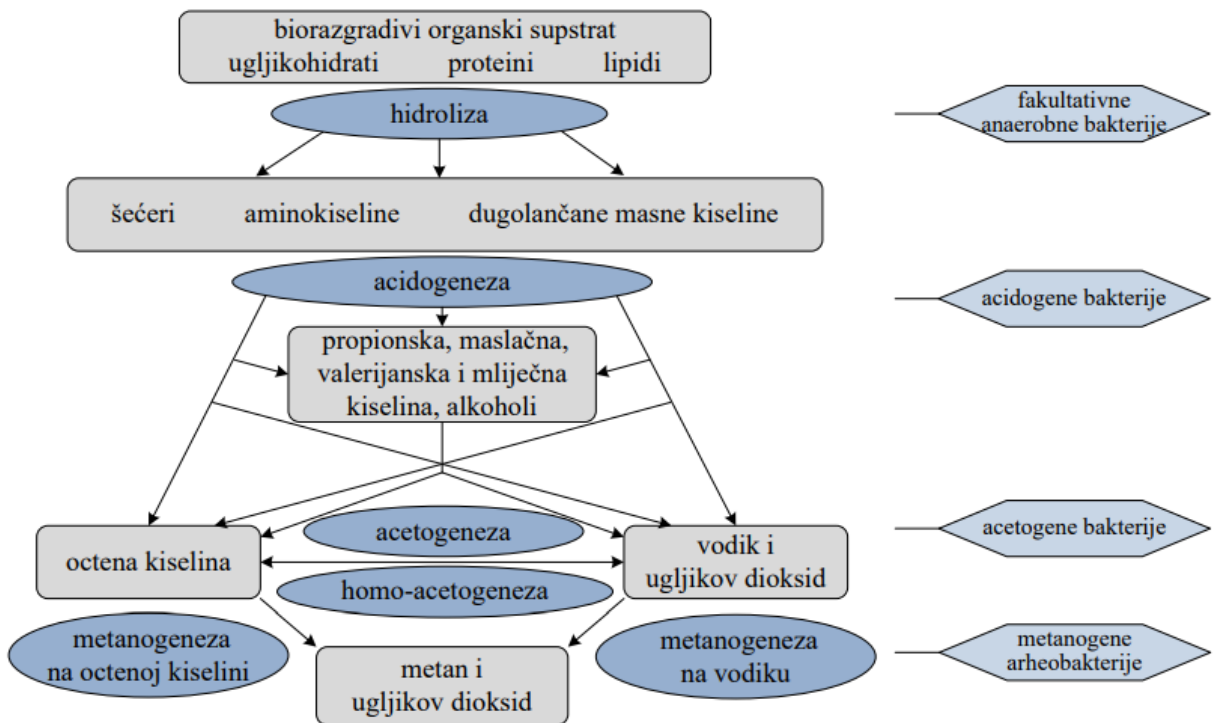 biorazgradivi organski supstrat
ugljikohidrati proteini lipidi
hidroliza
fakultativne
anaerobne bakterije
šećeri aminokiseline dugolančane masne kiseline
acidogeneza
acidogene bakterije
propionska, maslačna,
valerijanska i mliječna
kiselina, alkoholi
acetogeneza
acetogene bakterije
octena kiselina
vodik i
ugljikov dioksid
homo-acetogeneza
metanogeneza
na octenoj kiselini
metan i
ugljikov dioksid
metanogeneza
na vodiku
metanogene
arheobakterije